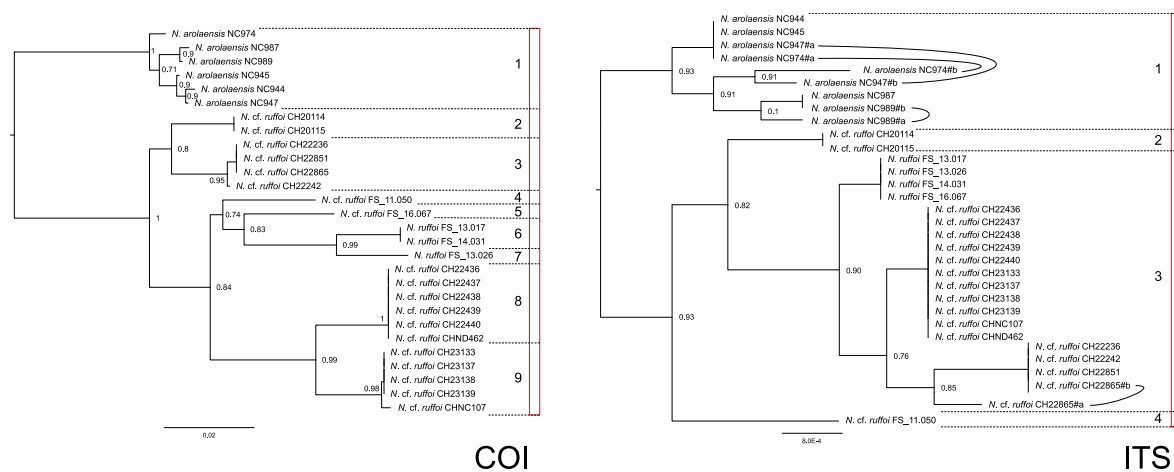 N. arolaensis NC974
1
N. arolaensis NC987
0.9
N. arolaensis NC989
0.71
N. arolaensis NC945
0.9
N. arolaensis NC944
0.9
N. arolaensis NC947
1
N. cf. ruffoi CH20114
N. cf. ruffoi CH20115
2
0.8
N. cf. ruffoi CH22236
N. cf. ruffoi CH22851
N. cf. ruffoi CH22865
0.95
N. cf. ruffoi CH22242
3
1
N. cf. ruffoi FS_11.050
4
0.74
N. cf. ruffoi FS_16.067
5
0.83
N. ruffoi FS_13.017
N. ruffoi FS_14.031
6
0.99
N. ruffoi FS_13.026
7
0.84
N. cf. ruffoi CH22436
N. cf. ruffoi CH22437
N. cf. ruffoi CH22438
N. cf. ruffoi CH22439
N. cf. ruffoi CH22440
N. cf. ruffoi CHND462
1
8
0.99
N. cf. ruffoi CH23133
N. cf. ruffoi CH23137
N. cf. ruffoi CH23138
N. cf. ruffoi CH23139
0.98
N. cf. ruffoi CHNC107
9
0.02
COI
N. arolaensis NC944
N. arolaensis NC945
N. arolaensis NC947#a
N. arolaensis NC974#a
0.93
N. arolaensis NC974#b
0.91
N. arolaensis NC947#b
0.91
N. arolaensis NC987
N. arolaensis NC989#b
0.1
N. arolaensis NC989#a
1
N. cf. ruffoi CH20114
N. cf. ruffoi CH20115
2
N. ruffoi FS_13.017
N. ruffoi FS_13.026
N. ruffoi FS_14.031
N. cf. ruffoi FS_16.067
0.82
N. cf. ruffoi CH22436
N. cf. ruffoi CH22437
N. cf. ruffoi CH22438
N. cf. ruffoi CH22439
N. cf. ruffoi CH22440
N. cf. ruffoi CH23133
N. cf. ruffoi CH23137
N. cf. ruffoi CH23138
N. cf. ruffoi CH23139
N. cf. ruffoi CHNC107
N. cf. ruffoi CHND462
0.90
3
0.93
N. cf. ruffoi CH22236
N. cf. ruffoi CH22242
N. cf. ruffoi CH22851
N. cf. ruffoi CH22865#b
0.76
0.85
N. cf. ruffoi CH22865#a
N. cf. ruffoi FS_11.050
4
8.0E-4
ITS